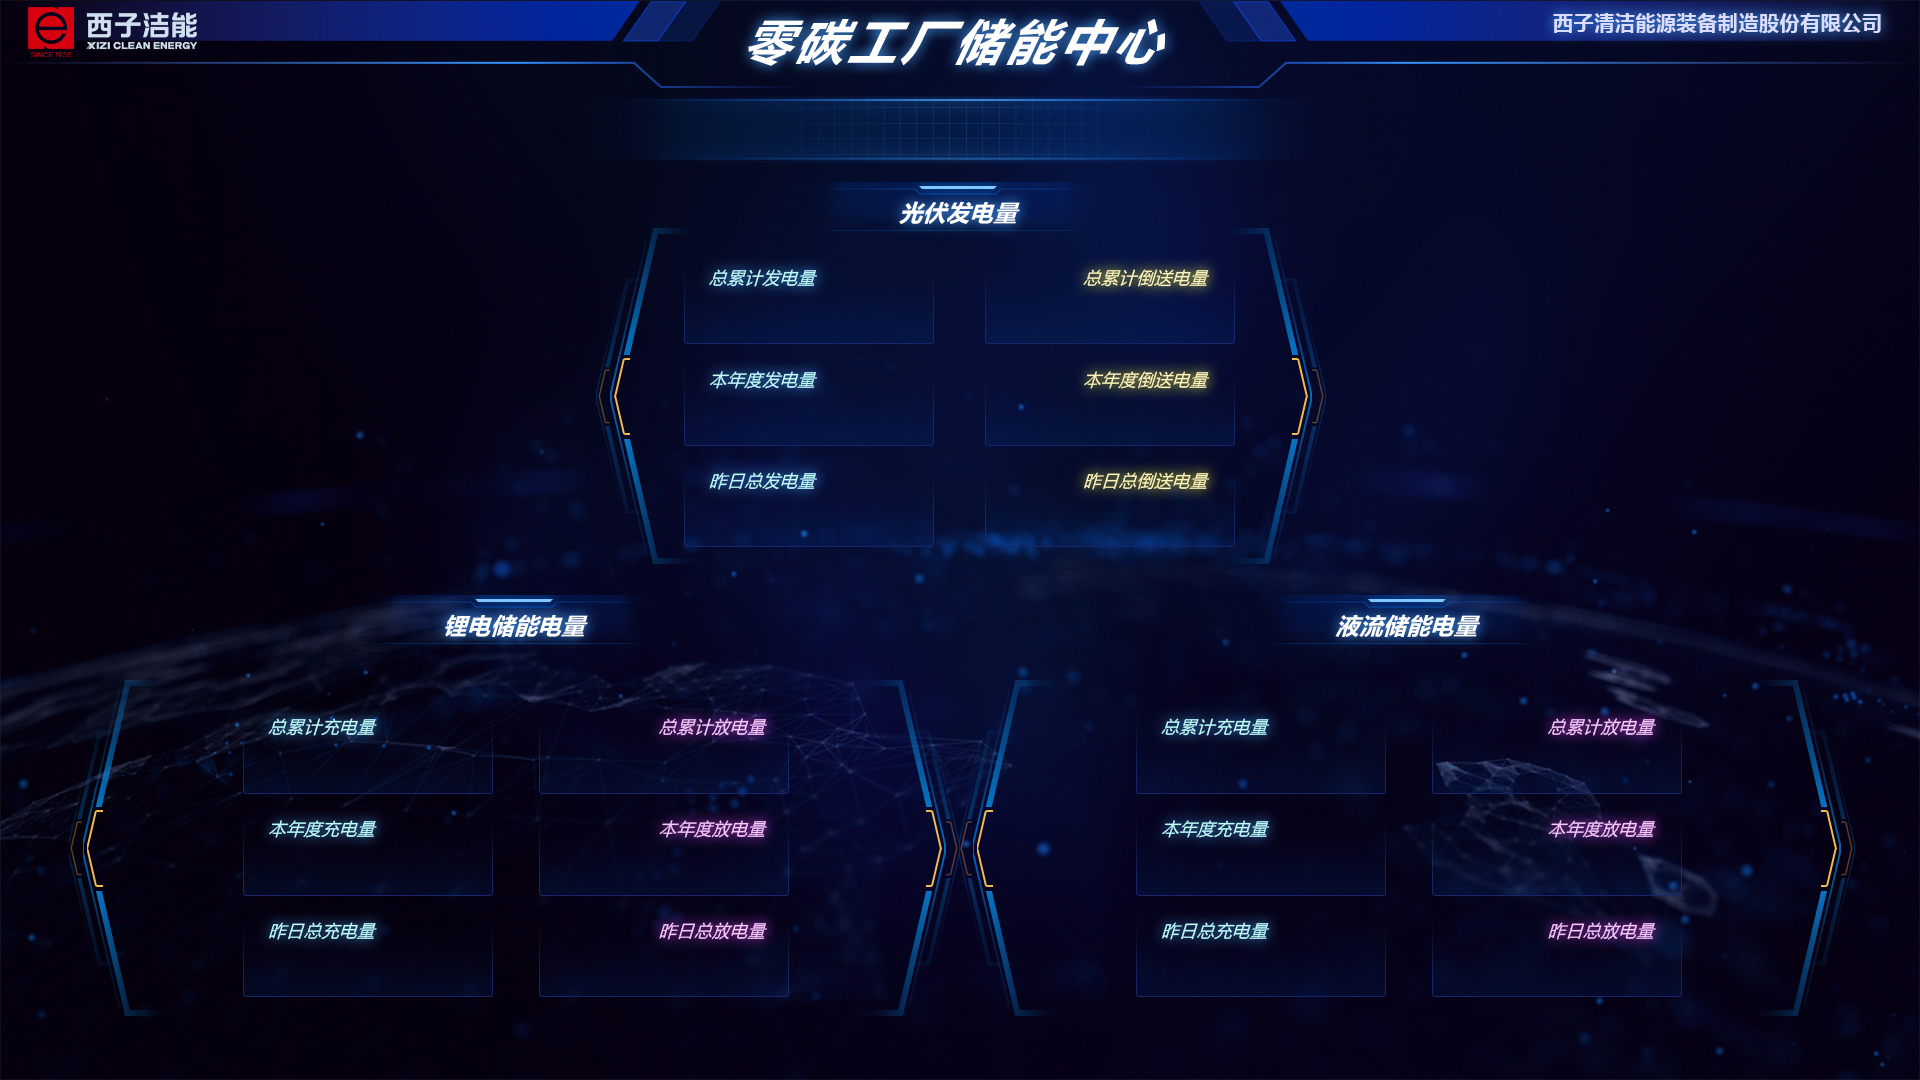 西子洁能
XIZI CLEAN ENERGY
SINCE 1955
零碳工厂储能中心
西子清洁能源装备制造股份有限公司
光伏发电量
总累计发电量
总累计倒送电量
本年度发电量
本年度倒送电量
昨日总发电量
昨日总倒送电量
锂电储能电量
总累计充电量
总累计放电量
本年度充电量
本年度放电量
昨日总充电量
昨日总放电量
液流储能电量
总累计充电量
总累计放电量
本年度充电量
本年度放电量
昨日总充电量
昨日总放电量